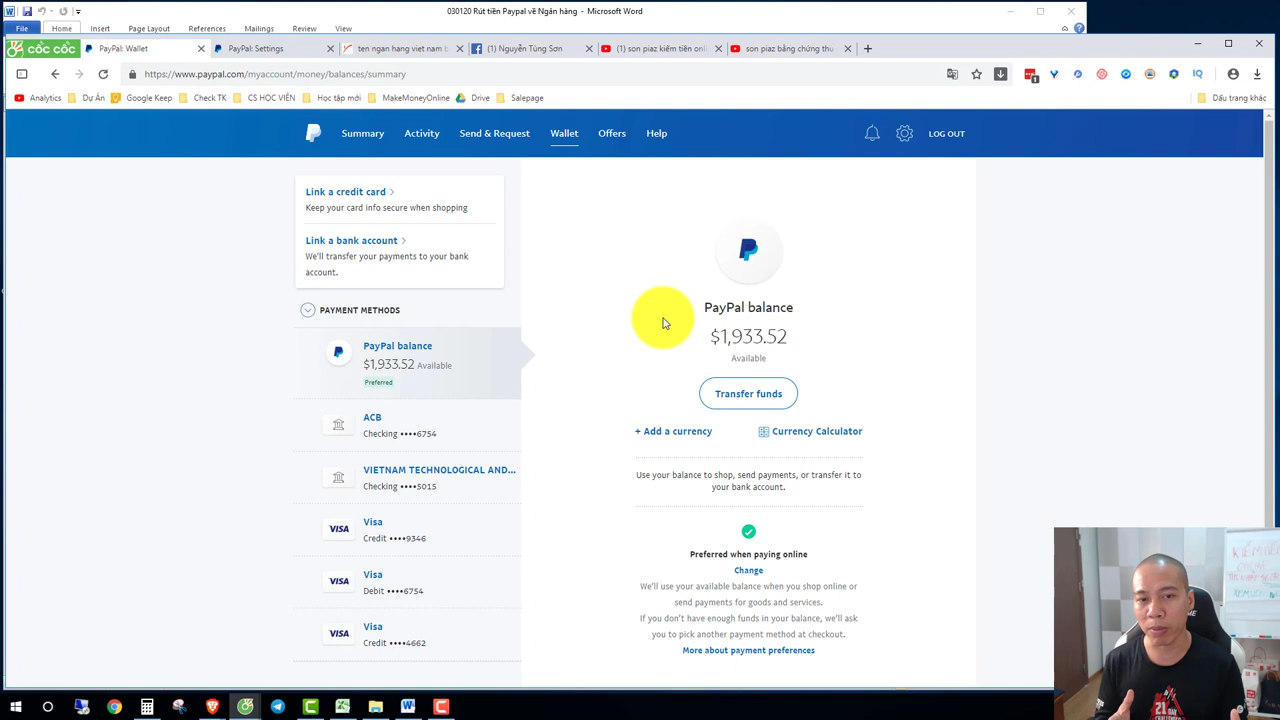 030120 Rút tiền Paypal về Ngân hàng - Microsoft Word
File Home Insert Page Layout References Mailings Review View
cốc cốc PayPal: Wallet PayPal: Settings ten ngan hang viet nam b (1) Nguyễn Tùng Sơn (1) son piaz kiếm tiền onl son piaz bằng chứng thu
https://www.paypal.com/myaccount/money/balances/summary
Analytics Dự Án Google Keep Check TK CS HỌC VIÊN Học tập mới MakeMoneyOnline Drive Salepage Dấu trang khác
Summary Activity Send & Request Wallet Offers Help LOG OUT
Link a credit card
Keep your card info secure when shopping
Link a bank account
We'll transfer your payments to your bank
account.
PAYMENT METHODS
PayPal balance
$1,933.52 Available
Preferred
ACB
Checking ••••6754
VIETNAM TECHNOLOGICAL AND...
Checking ••••5015
VISA Visa
Credit ••••9346
VISA Visa
Debit ••••6754
VISA Visa
Credit ••••4662
PayPal balance
$1,933.52
Available
Transfer funds
+ Add a currency Currency Calculator
Use your balance to shop, send payments, or transfer it to
your bank account.
Preferred when paying online
Change
We'll use your available balance when you shop online or
send payments for goods and services.
If you don't have enough funds in your balance, we'll ask
you to pick another payment method at checkout.
More about payment preferences
21 DAY